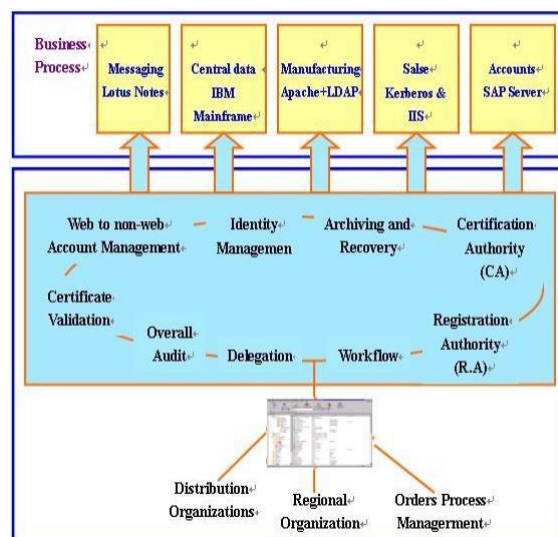 Business
Process
Messaging
Lotus Notes
Central data
IBM
Mainframe
Manufacturing
Apache+LDAP
Salse
Kerberos &
IIS
Accounts
SAP Server
Web to non-web
Account Management
Identity
Managemen
Archiving and
Recovery
Certification
Authority
(CA)
Certificate
Validation
Overall
Audit
Delegation
Workflow
Registration
Authority
(R.A)
Distribution
Organizations
Regional
Organization
Orders Process
Managerment